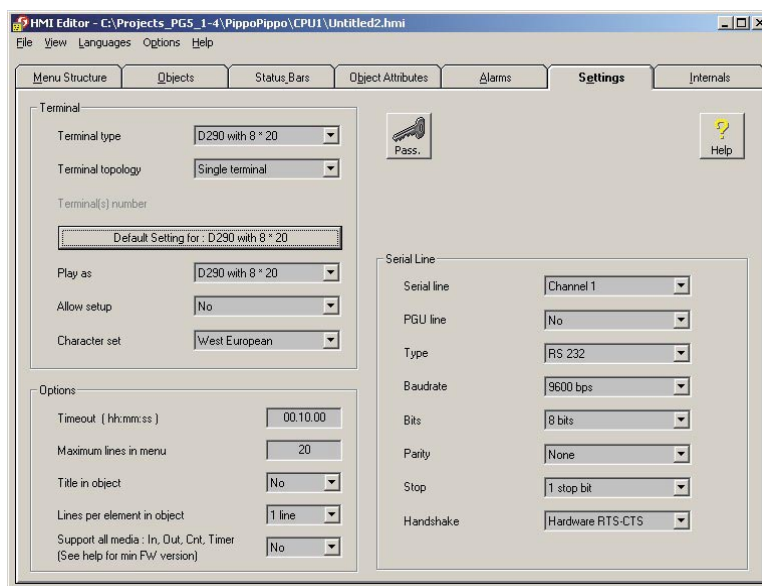 HMI Editor - C:\Projects_PG5_1-4\PippoPippo\CPU1\Untitled2.hmi
File View Languages Options Help
Menu Structure Objects Status_Bars Object Attributes Alarms Settings Internals
Terminal
Terminal type D290 with 8 * 20
Terminal topology Single terminal
Terminal(s) number
Default Setting for : D290 with 8 * 20
Play as D290 with 8 * 20
Allow setup No
Character set West European
Pass.
Help
Options
Timeout ( hh:mm:ss ) 00.10.00
Maximum lines in menu 20
Title in object No
Lines per element in object 1 line
Support all media : In, Out, Cnt, Timer
(See help for min FW version) No
Serial Line
Serial line Channel 1
PGU line No
Type RS 232
Baudrate 9600 bps
Bits 8 bits
Parity None
Stop 1 stop bit
Handshake Hardware RTS-CTS